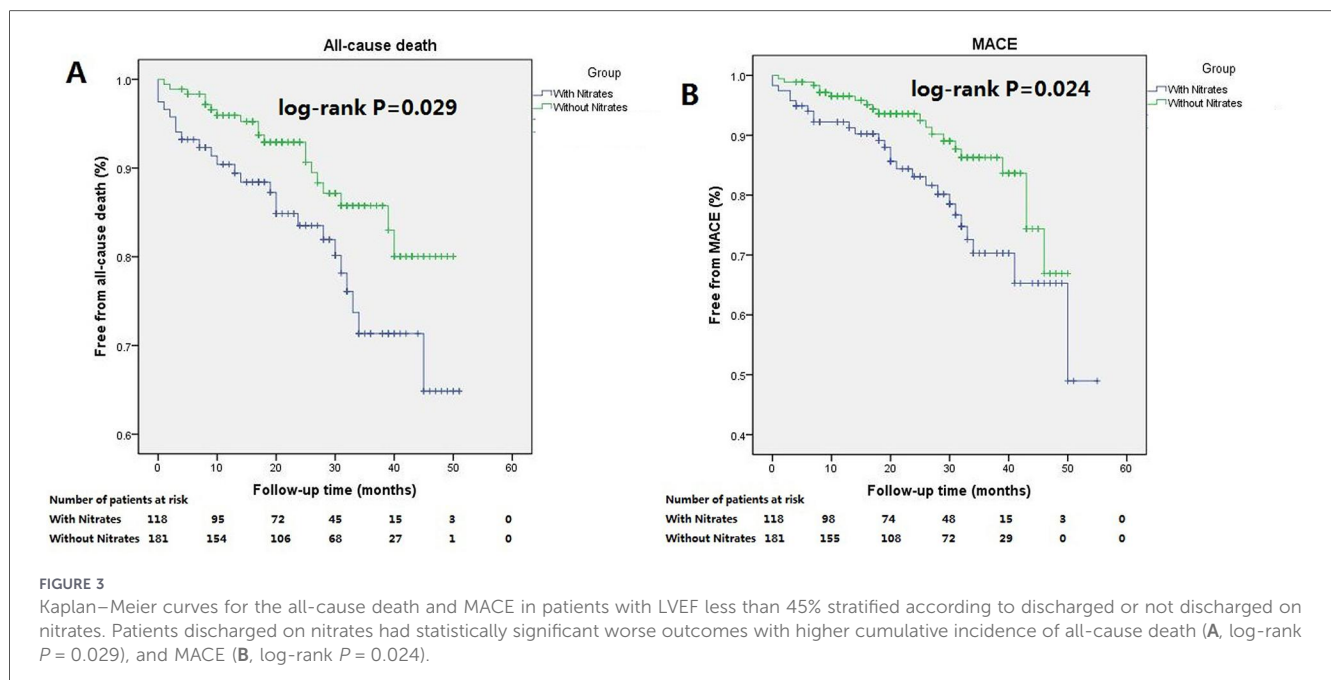 All-cause death
A
log-rank P=0.029
Group
With Nitrates
Without Nitrates
1.0
0.9
0.8
0.7
0.6
Free from all-cause death (%)
0 10 20 30 40 50 60
Follow-up time (months)
Number of patients at risk
With Nitrates 118 95 72 45 15 3 0
Without Nitrates 181 154 106 68 27 1 0
MACE
B
log-rank P=0.024
Group
With Nitrates
Without Nitrates
1.0
0.9
0.8
0.7
0.6
0.5
0.4
Free from MACE (%)
0 10 20 30 40 50 60
Follow-up time (months)
Number of patients at risk
With Nitrates 118 98 74 48 15 3 0
Without Nitrates 181 155 108 72 29 0 0
FIGURE 3
Kaplan–Meier curves for the all-cause death and MACE in patients with LVEF less than 45% stratified according to discharged or not discharged on
nitrates. Patients discharged on nitrates had statistically significant worse outcomes with higher cumulative incidence of all-cause death (A, log-rank
P = 0.029), and MACE (B, log-rank P = 0.024).